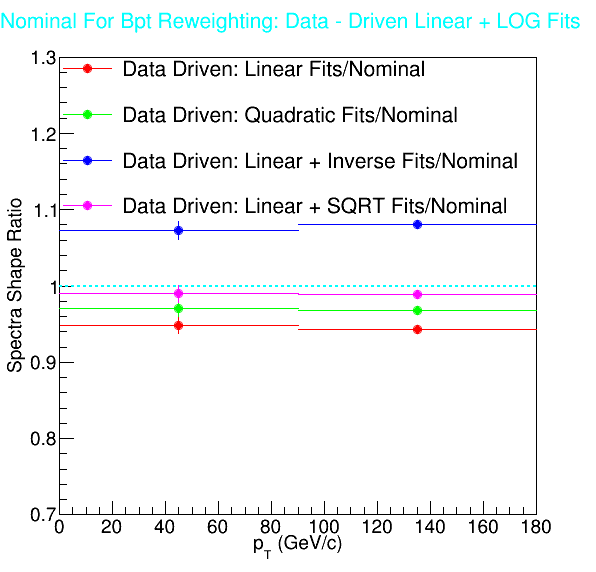 Nominal For Bpt Reweighting: Data - Driven Linear + LOG Fits
Data Driven: Linear Fits/Nominal
Data Driven: Quadratic Fits/Nominal
Data Driven: Linear + Inverse Fits/Nominal
Data Driven: Linear + SQRT Fits/Nominal
Spectra Shape Ratio
1.3
1.2
1.1
1
0.9
0.8
0.7
0 20 40 60 80 100 120 140 160 180
p_T (GeV/c)